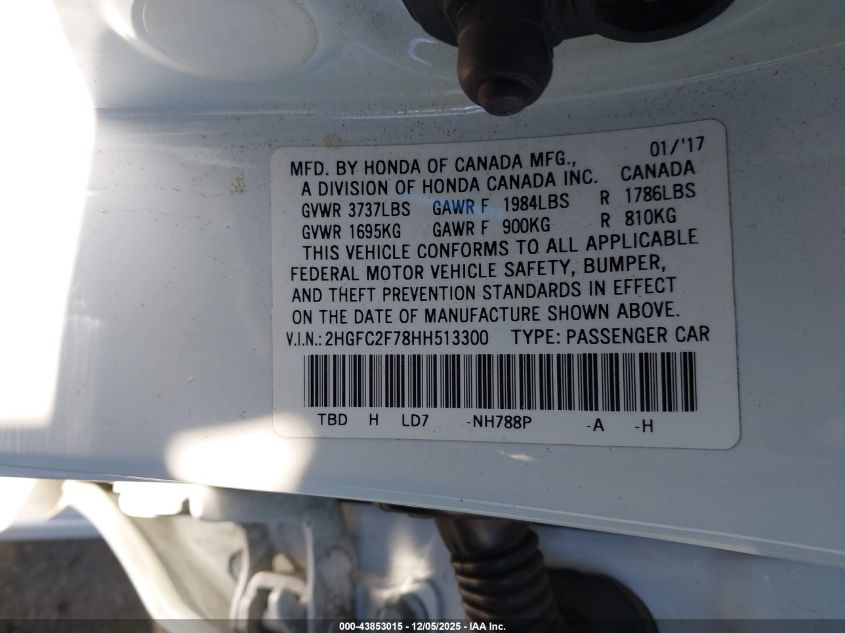 01/'17
MFD. BY HONDA OF CANADA MFG.,
A DIVISION OF HONDA CANADA INC. CANADA
GVWR 3737LBS GAWR F 1984LBS R 1786LBS
GVWR 1695KG GAWR F 900KG R 810KG
THIS VEHICLE CONFORMS TO ALL APPLICABLE
FEDERAL MOTOR VEHICLE SAFETY, BUMPER,
AND THEFT PREVENTION STANDARDS IN EFFECT
ON THE DATE OF MANUFACTURE SHOWN ABOVE.
V.I.N.: 2HGFC2F78HH513300 TYPE: PASSENGER CAR
TBD H LD7 -NH788P -A -H
000-43853015 - 12/05/2025 - IAA Inc.